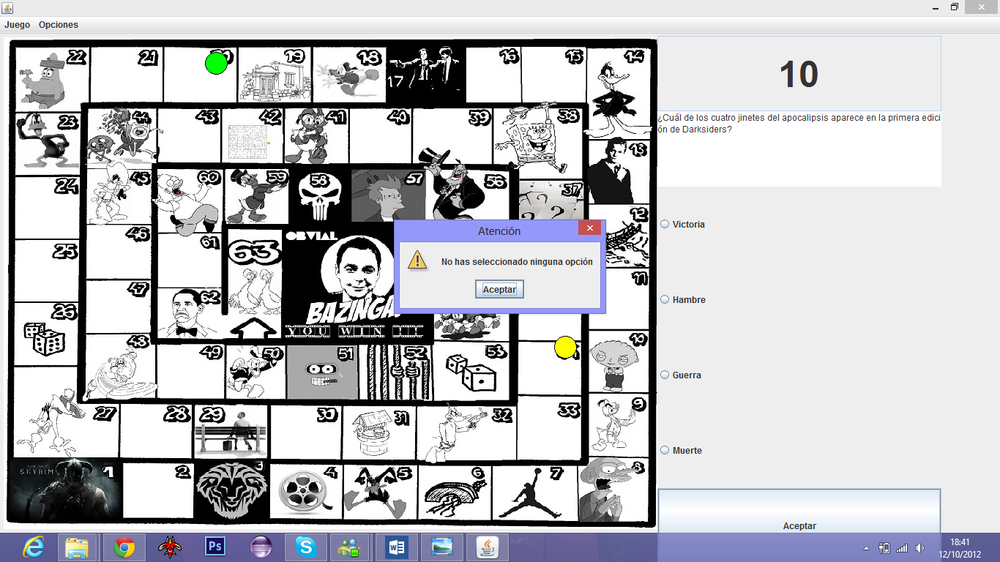 Juego Opciones
22 21 19 18 16 15 14
17
10
¿Cuál de los cuatro jinetes del apocalipsis aparece en la primera edici
ón de Darksiders?
23 44 43 42 41 40 39 38
13
24 45 60 59 58 57 56 37
12
Atención
No has seleccionado ninguna opción
Aceptar
46 61 63 OBVIAL
Victoria
25
47 62
11
Hambre
26
BAZINGA
YOU WIN !!
48 49 50 51 52 53
10
Guerra
27 28 29 30 31 32 33
9
Muerte
SKYRIM
1 2 3 4 5 6 7 8
Aceptar
Ps
18:41
12/10/2012